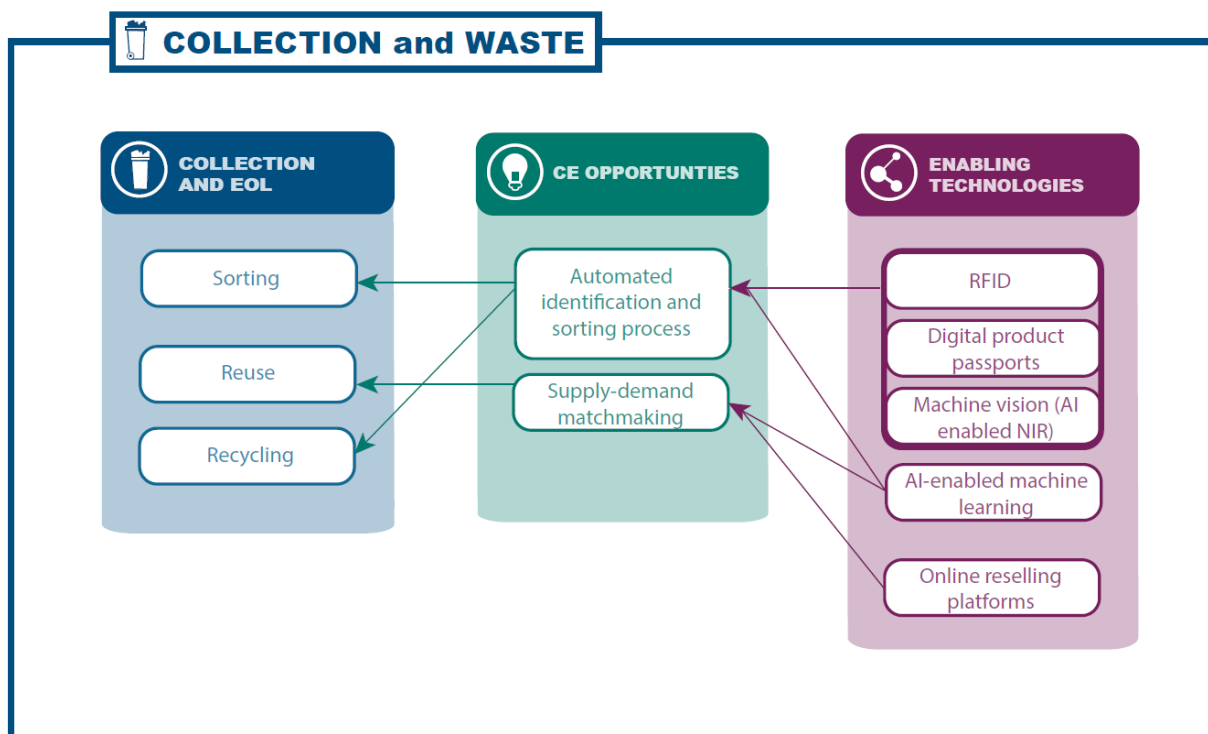 COLLECTION and WASTE
COLLECTION
AND EOL
Sorting
Reuse
Recycling
CE OPPORTUNTIES
Automated
identification and
sorting process
Supply-demand
matchmaking
ENABLING
TECHNOLOGIES
RFID
Digital product
passports
Machine vision (AI
enabled NIR)
AI-enabled machine
learning
Online reselling
platforms